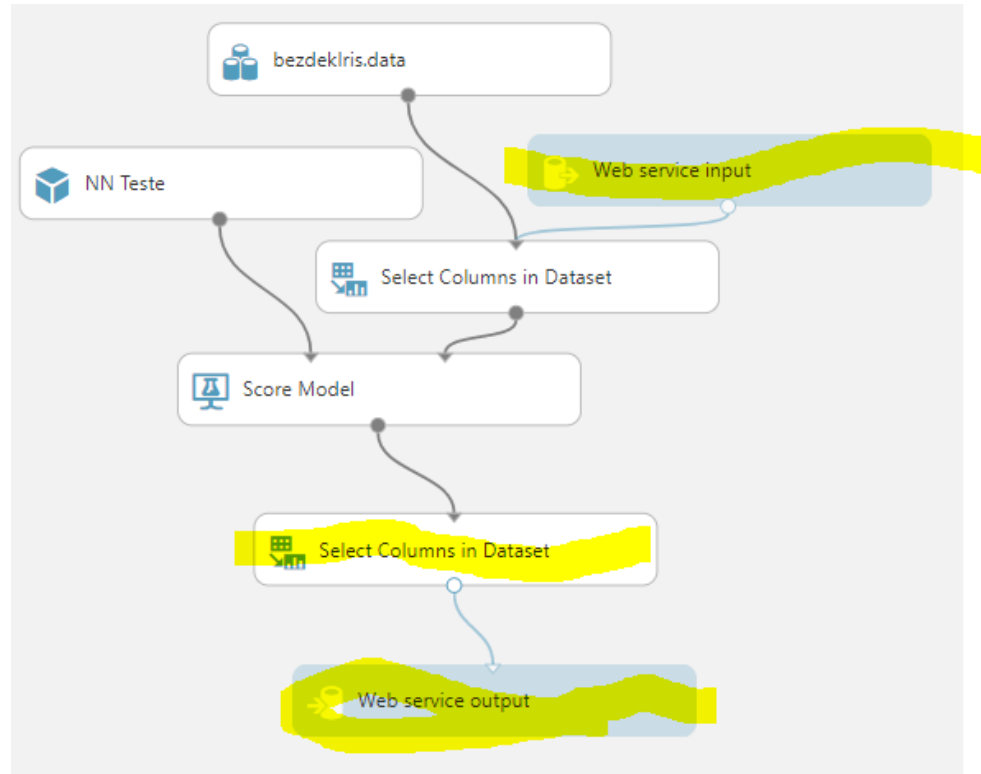 bezdekIris.data
Web service input
NN Teste
Select Columns in Dataset
Score Model
Select Columns in Dataset
Web service output